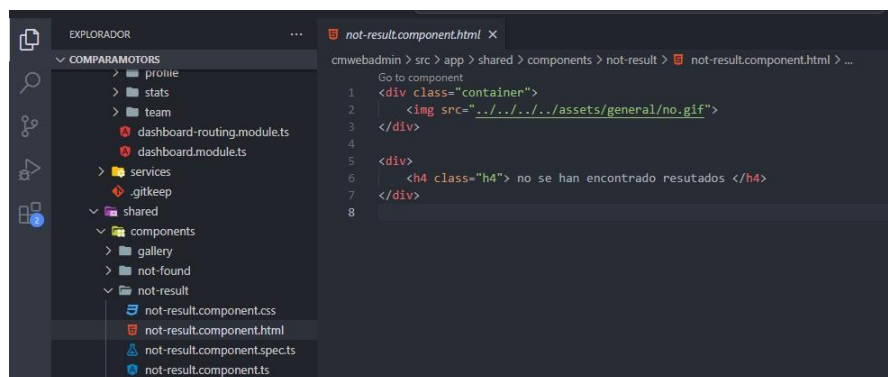 EXPLORADOR
COMPARAMOTORS
profile
stats
team
dashboard-routing.module.ts
dashboard.module.ts
services
.gitkeep
shared
components
gallery
not-found
not-result
not-result.component.css
not-result.component.html
not-result.component.spec.ts
not-result.component.ts
2
not-result.component.html
cmwebadmin > src > app > shared > components > not-result > not-result.component.html > ...
Go to component
1 <div class="container">
2 <img src="../../../../assets/general/no.gif">
3 </div>
4
5 <div>
6 <h4 class="h4"> no se han encontrado resutados </h4>
7 </div>
8